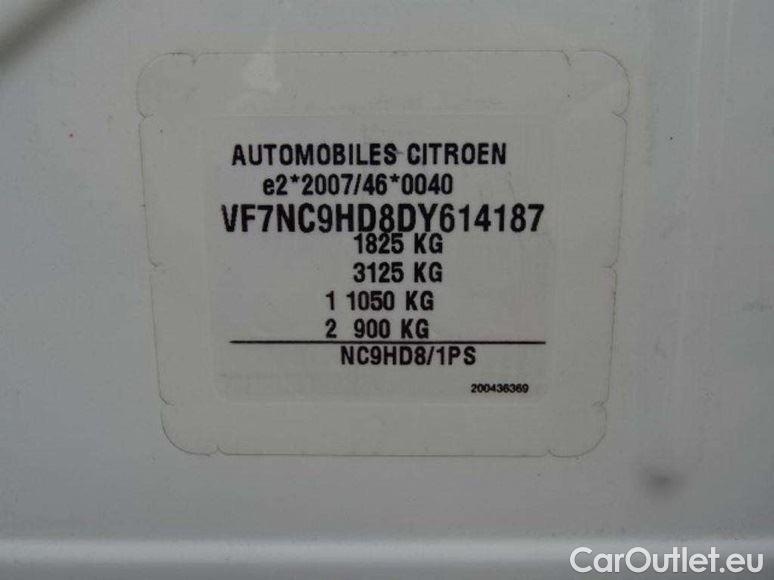 AUTOMOBILES CITROEN
e2*2007/46*0040
VF7NC9HD8DY614187
1825 KG
3125 KG
1 1050 KG
2 900 KG
NC9HD8/1PS
200436369
CarOutlet.eu